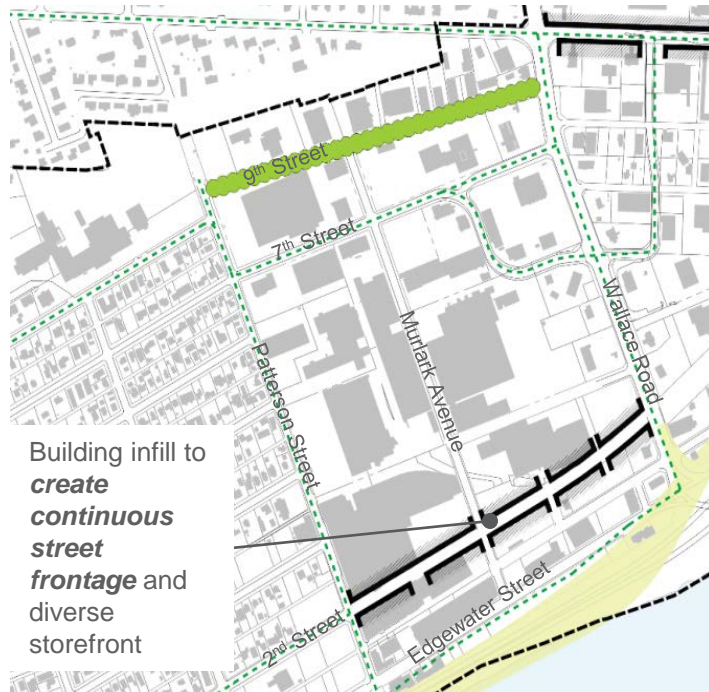 9th Street
7th Street
Murlark Avenue
Wallace Road
Patterson Street
Building infill to
create
continuous
street
frontage and
diverse
storefront
2nd Street
Edgewater Street